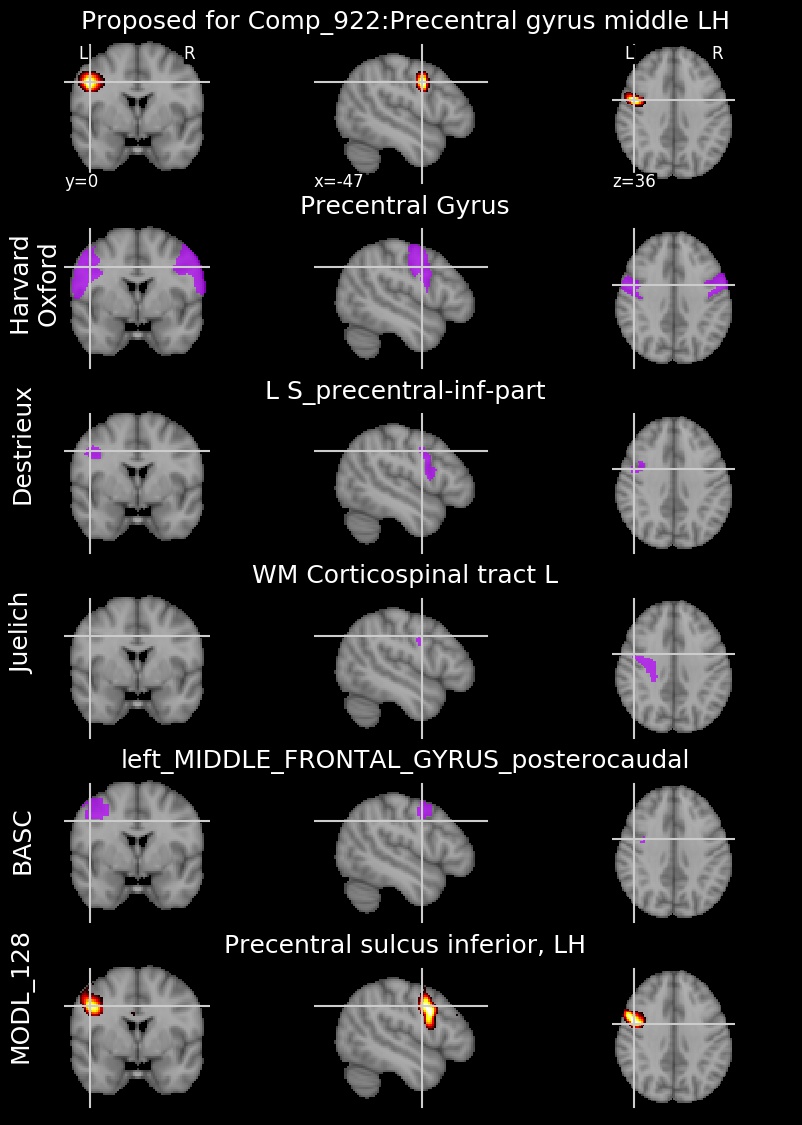 Proposed for Comp_922:Precentral gyrus middle LH
L R
L R
y=0 x=-47 z=36
Precentral Gyrus
Harvard
Oxford
L S_precentral-inf-part
Destrieux
WM Corticospinal tract L
Juelich
left_MIDDLE_FRONTAL_GYRUS_posterocaudal
BASC
Precentral sulcus inferior, LH
MODL_128